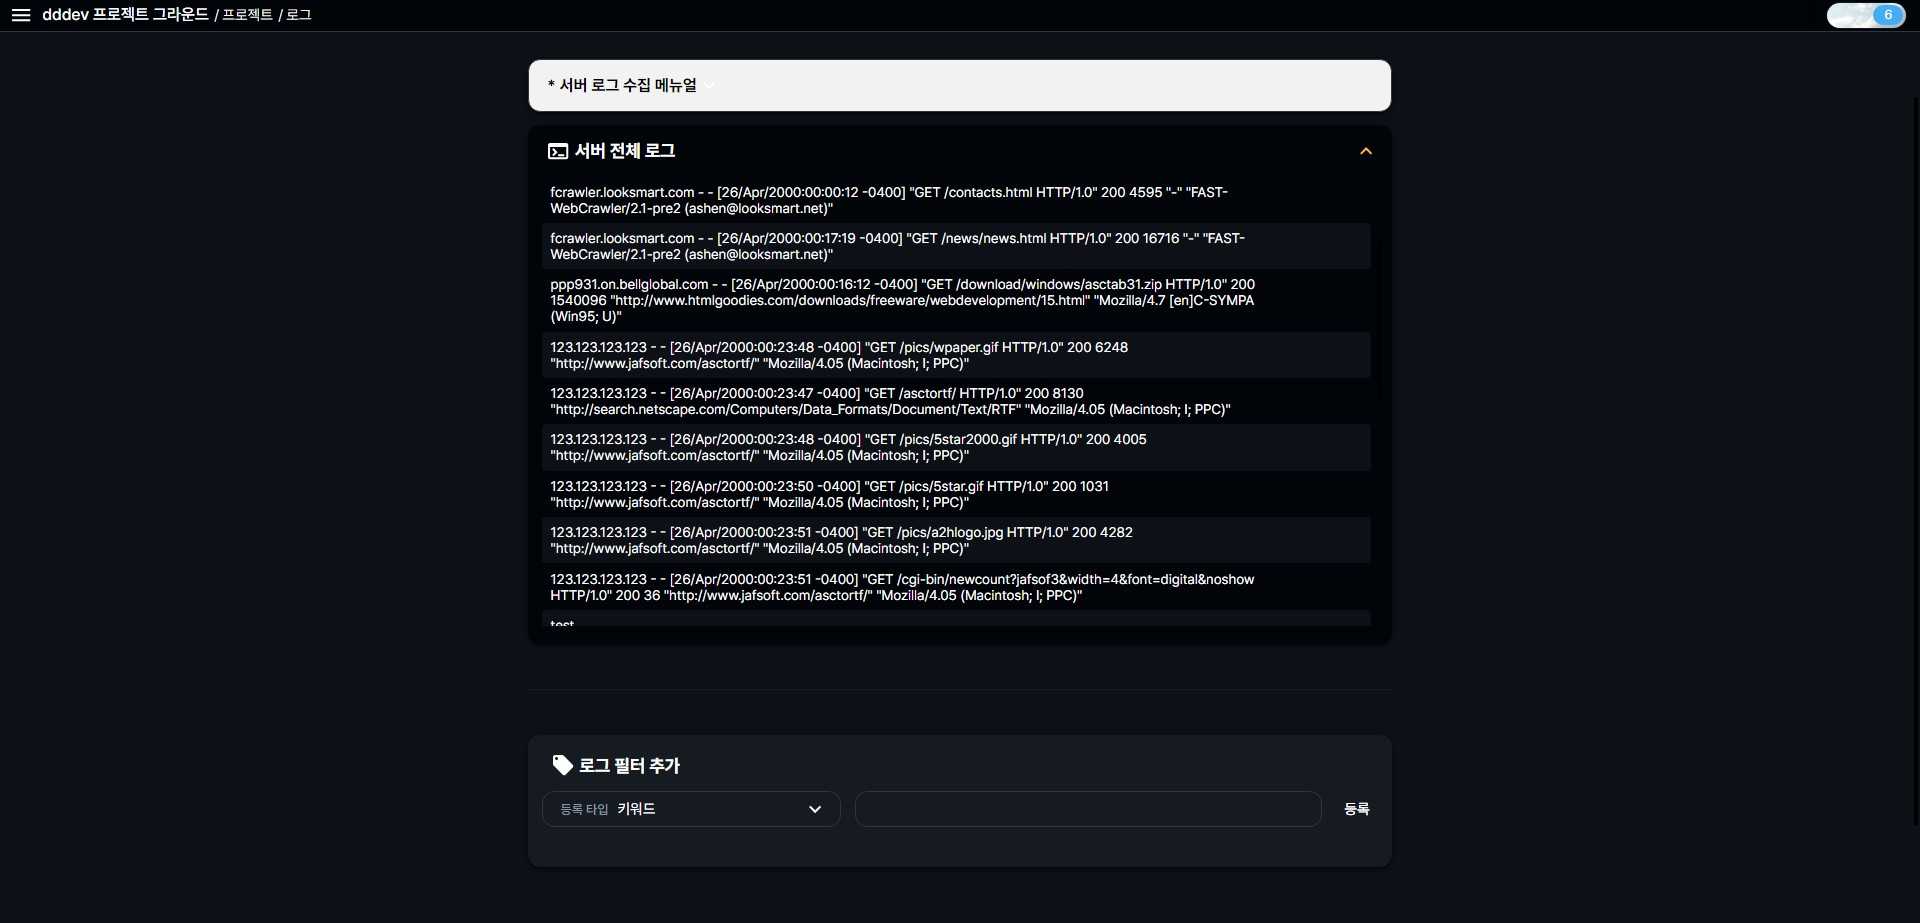 dddev 프로젝트 그라운드 / 프로젝트 / 로그
6
* 서버 로그 수집 메뉴얼
서버 전체 로그
fcrawler.looksmart.com - - [26/Apr/2000:00:00:12 -0400] "GET /contacts.html HTTP/1.0" 200 4595 "-" "FAST-
WebCrawler/2.1-pre2 (ashen@looksmart.net)"
fcrawler.looksmart.com - - [26/Apr/2000:00:17:19 -0400] "GET /news/news.html HTTP/1.0" 200 16716 "-" "FAST-
WebCrawler/2.1-pre2 (ashen@looksmart.net)"
ppp931.on.bellglobal.com - - [26/Apr/2000:00:16:12 -0400] "GET /download/windows/asctab31.zip HTTP/1.0" 200
1540096 "http://www.htmlgoodies.com/downloads/freeware/webdevelopment/15.html" "Mozilla/4.7 [en]C-SYMPA
(Win95; U)"
123.123.123.123 - - [26/Apr/2000:00:23:48 -0400] "GET /pics/wpaper.gif HTTP/1.0" 200 6248
"http://www.jafsoft.com/asctortf/" "Mozilla/4.05 (Macintosh; I; PPC)"
123.123.123.123 - - [26/Apr/2000:00:23:47 -0400] "GET /asctortf/ HTTP/1.0" 200 8130
"http://search.netscape.com/Computers/Data_Formats/Document/Text/RTF" "Mozilla/4.05 (Macintosh; I; PPC)"
123.123.123.123 - - [26/Apr/2000:00:23:48 -0400] "GET /pics/5star2000.gif HTTP/1.0" 200 4005
"http://www.jafsoft.com/asctortf/" "Mozilla/4.05 (Macintosh; I; PPC)"
123.123.123.123 - - [26/Apr/2000:00:23:50 -0400] "GET /pics/5star.gif HTTP/1.0" 200 1031
"http://www.jafsoft.com/asctortf/" "Mozilla/4.05 (Macintosh; I; PPC)"
123.123.123.123 - - [26/Apr/2000:00:23:51 -0400] "GET /pics/a2hlogo.jpg HTTP/1.0" 200 4282
"http://www.jafsoft.com/asctortf/" "Mozilla/4.05 (Macintosh; I; PPC)"
123.123.123.123 - - [26/Apr/2000:00:23:51 -0400] "GET /cgi-bin/newcount?jafsof3&width=4&font=digital&noshow
HTTP/1.0" 200 36 "http://www.jafsoft.com/asctortf/" "Mozilla/4.05 (Macintosh; I; PPC)"
test
로그 필터 추가
등록 타입 키워드
등록